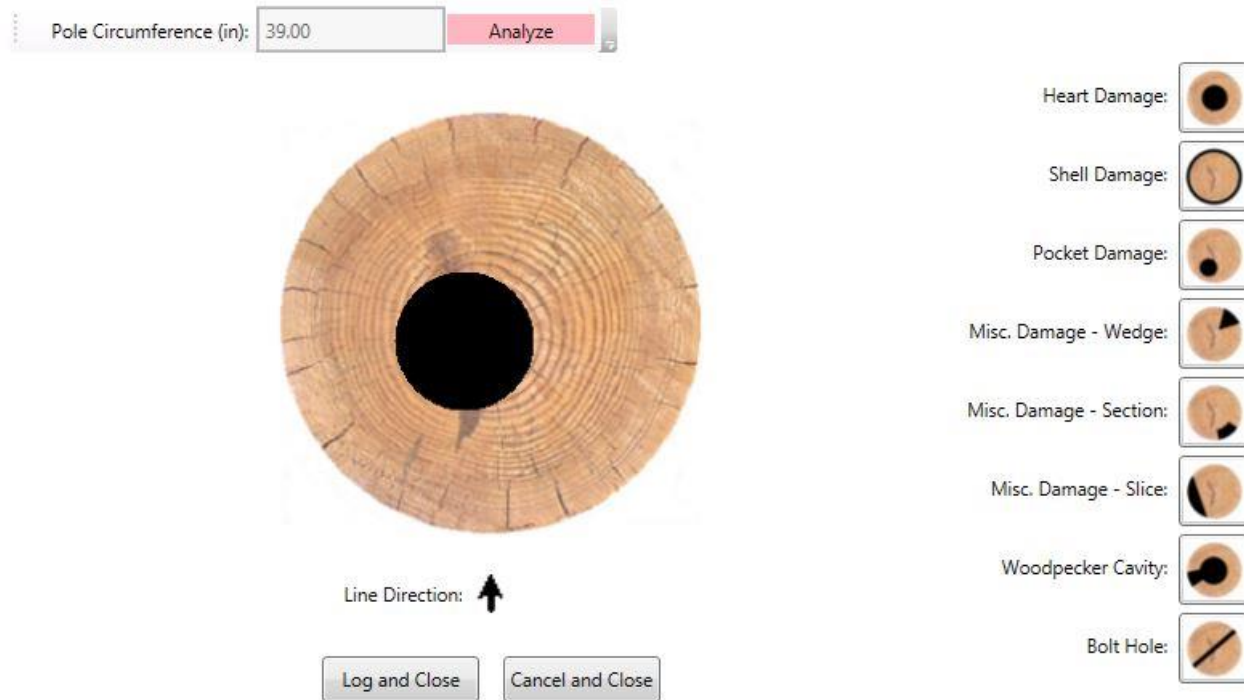 Pole Circumference (in): 39.00 Analyze
Heart Damage:
Shell Damage:
Pocket Damage:
Misc. Damage - Wedge:
Misc. Damage - Section:
Misc. Damage - Slice:
Woodpecker Cavity:
Bolt Hole:
Line Direction:
Log and Close Cancel and Close